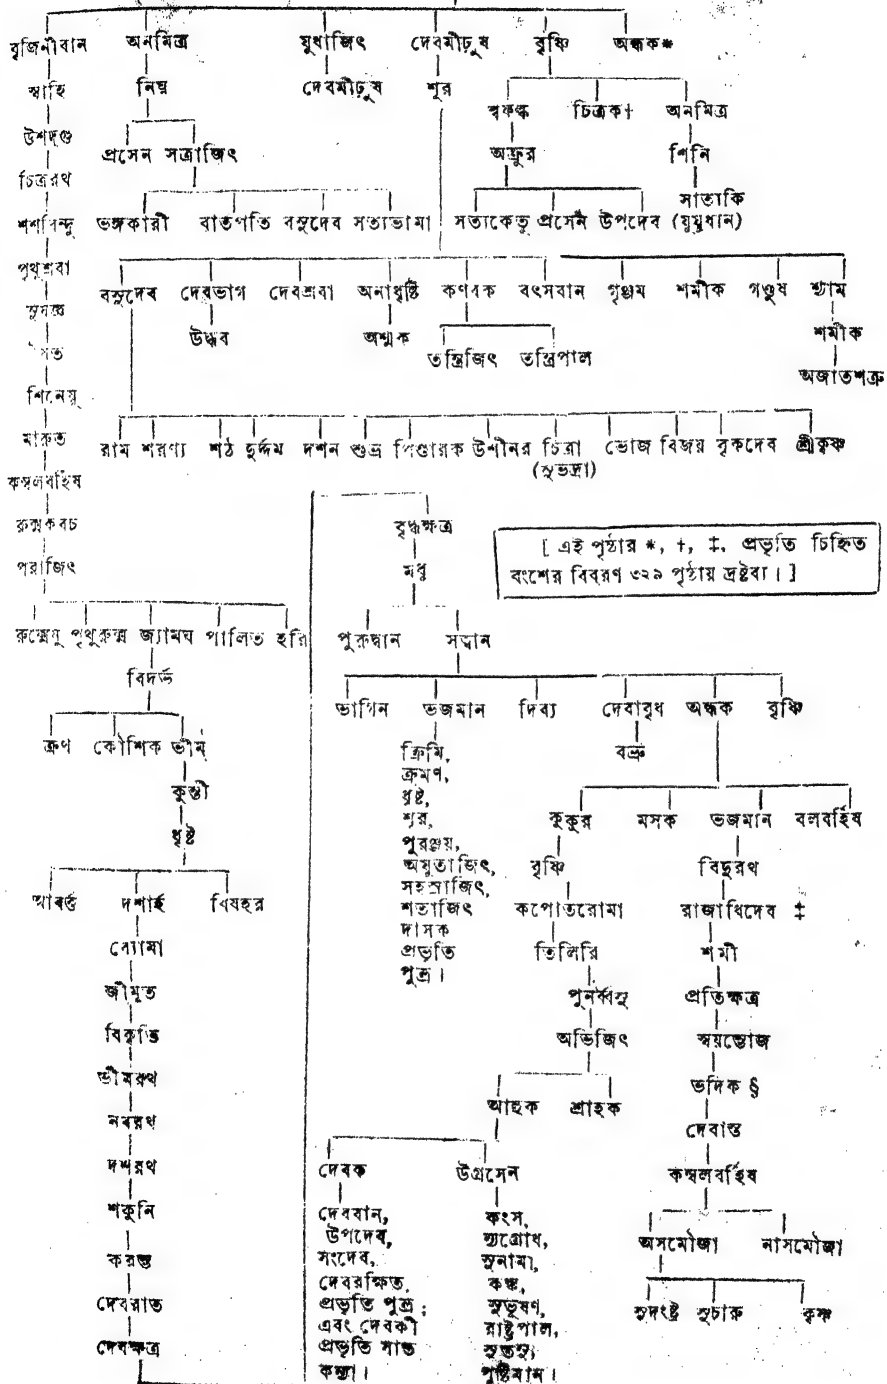 বৃজিনীবান অনমিত্র যুধাজিৎ দেবমীঢ়ুষ বৃষ্ণি অন্ধক*
স্বাহি নিঘ্ন দেবমীঢ়ুষ শূর
শ্বফল্ক চিত্রক† অনমিত্র
উশদ্গু প্রসেন সত্রাজিৎ অক্রূর শিনি
চিত্ররথ সাত্যকি
শশবিন্দু ভঙ্গকারী বাতপতি বসুদেব সত্যভামা সত্যকেতু প্রসেন উপদেব (যুযুধান)
পৃথুশ্রবা বসুদেব দেবভাগ দেবশ্রবা অনাধৃষ্টি কণবক বৎসবান গৃঞ্জম শমীক গণ্ডুষ শ্যাম
উদ্ধব অশ্মক শমীক
তন্ত্রিজিৎ তন্ত্রিপাল
অজাতশত্রু
শিনেয়ু
মারুত রাম শরণ্য শঠ দুর্দ্দম দশন শুভ্র পিণ্ডারক উশীনর চিত্রা ভোজ বিজয় বৃকদেব শ্রীকৃষ্ণ
(সুভদ্রা)
কম্বলবর্হিষ
রুক্মকবচ বৃদ্ধক্ষত্র
[ এই পৃষ্ঠার *, †, ‡, প্রভৃতি চিহ্নিত
পরাজিৎ মধু বংশের বিবরণ ৩২৯ পৃষ্ঠায় দ্রষ্টব্য। ]
রুক্মেষু পৃথুরুক্ম জ্যামঘ পালিত হরি পুরুদ্বান সত্বান
বিদর্ভ
ভাগিন ভজমান দিব্য দেবাবৃধ অন্ধক বৃষ্ণি
ক্রথ কৌশিক ভীম ক্রিমি, বভ্রু
ক্রমণ,
কুন্তী ধৃষ্ট,
শূর, কুকুর মসক ভজমান বলবর্হিষ
ধৃষ্ট পুরঞ্জয়,
অযুতাজিৎ, বৃষ্ণি বিদুরথ
সহস্রাজিৎ,
আবর্ত্ত দশার্হ বিষহর শতাজিৎ কপোতরোমা রাজাধিদেব ‡
দাসক
ব্যোমা প্রভৃতি তিলিরি শমী
পুত্র।
জীমূত পুনর্ব্বসু প্রতিক্ষত্র
বিকৃতি অভিজিৎ স্বয়ম্ভোজ
ভীমরথ আহুক শ্রাহুক ভদিক §
নবরথ দেবান্ত
দশরথ দেবক উগ্রসেন কম্বলবর্হিষ
শকুনি দেববান, কংস,
উপদেব, ন্যগ্রোধ, অসমৌজা নাসমৌজা
করম্ভ সংদেব, সুনামা,
দেবরক্ষিত, কঙ্ক,
দেবরাত প্রভৃতি পুত্র; সুভূষণ, সুদংষ্ট্র সুচারু কৃষ্ণ
এবং দেবকী রাষ্ট্রপাল,
দেবক্ষত্র প্রভৃতি সাত সুতনু,
কন্যা। পুষ্টিমান।